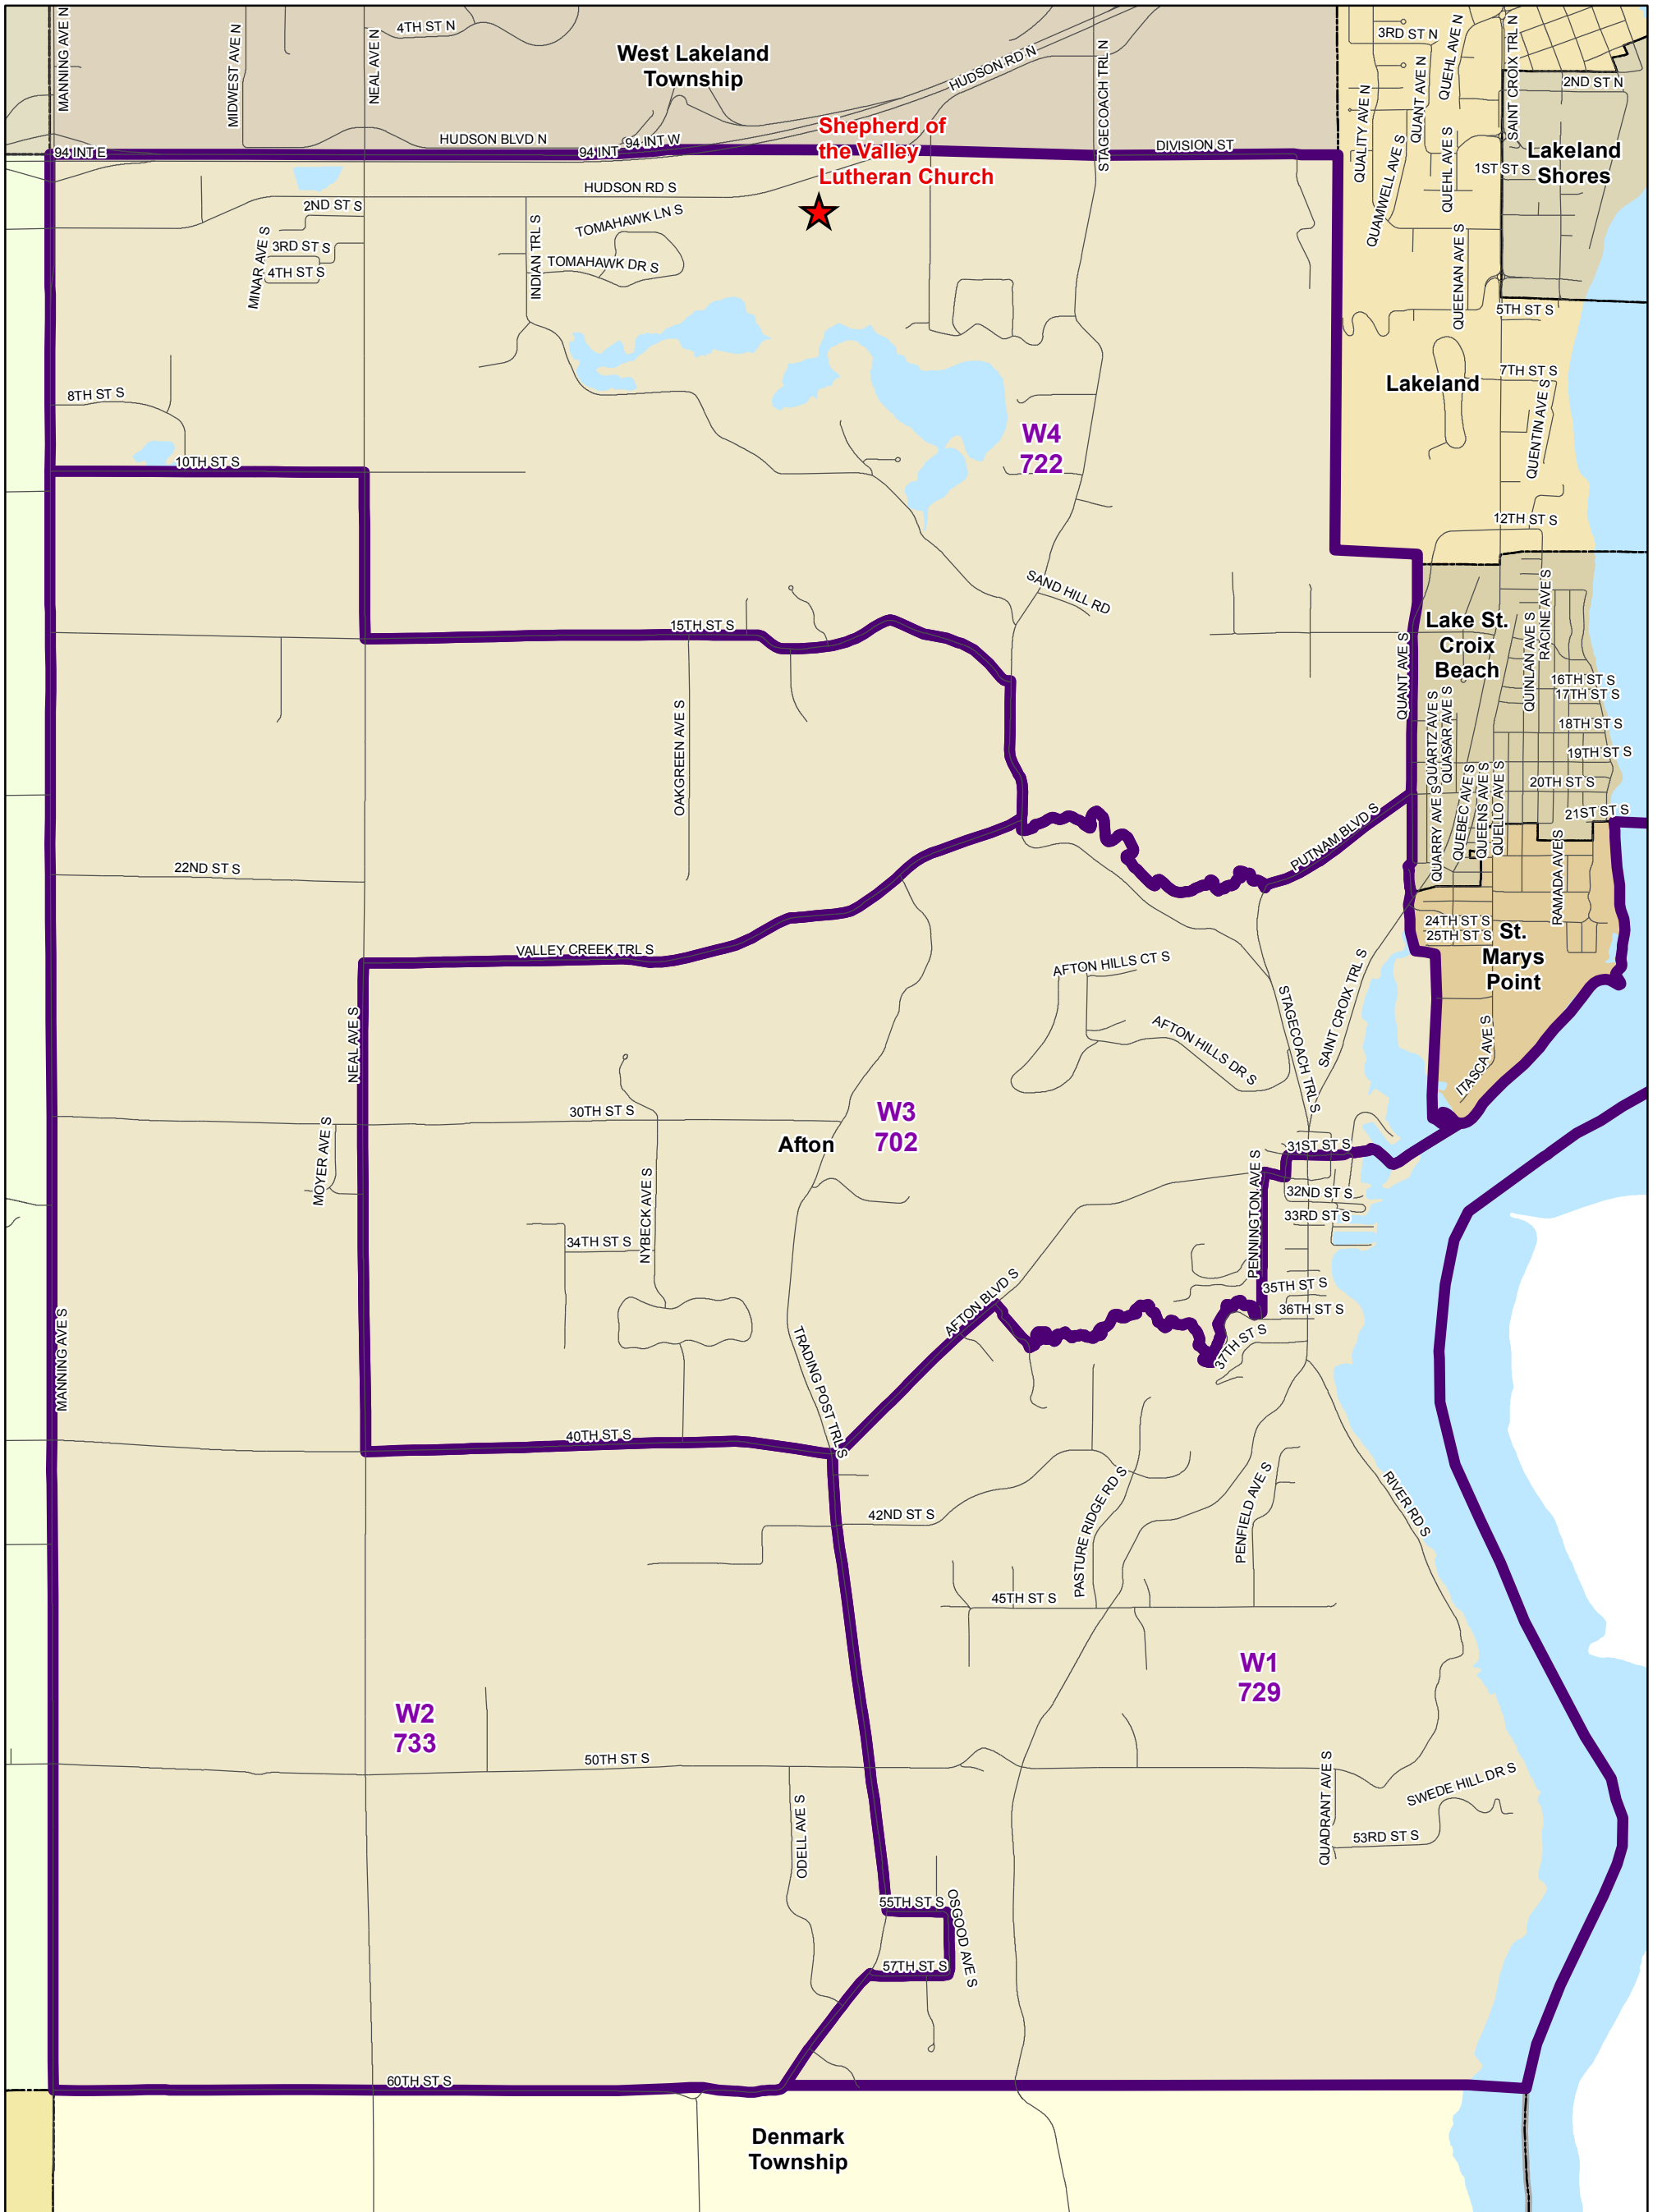 MANNING AVE N
MIDWEST AVE N
NEAL AVE N
4TH ST N
West Lakeland
Township
HUDSON RD N
STAGECOACH TRL N
3RD ST N
QUEHL AVE N
SAINT CROIX TRL N
2ND ST N
QUANT AVE N
QUALITY AVE N
HUDSON BLVD N
94 INT E
94 INT
94 INT W
DIVISION ST
Shepherd of
the Valley
Lutheran Church
Lakeland
Shores
1ST ST S
QUEHL AVE S
QUAMWELL AVE S
HUDSON RD S
2ND ST S
TOMAHAWK LN S
3RD ST S
TOMAHAWK DR S
4TH ST S
MINAR AVE S
INDIAN TRL S
QUEENAN AVE S
5TH ST S
7TH ST S
Lakeland
8TH ST S
QUENTIN AVE S
W4
722
10TH ST S
12TH ST S
SAND HILL RD
15TH ST S
Lake St.
Croix
Beach
RACINE AVE S
QUINLAN AVE S
QUANT AVE S
16TH ST S
17TH ST S
QUARTZ AVE S
QUASAR AVE S
18TH ST S
OAKGREEN AVE S
19TH ST S
20TH ST S
QUARRY AVE S
QUEBEC AVE S
QUEENS AVE S
QUELLO AVE S
21ST ST S
PUTNAM BLVD S
RAMADA AVE S
22ND ST S
24TH ST S
25TH ST S
St.
Marys
Point
VALLEY CREEK TRL S
AFTON HILLS CT S
SAINT CROIX TRL S
STAGECOACH TRL S
AFTON HILLS DR S
NEAL AVE S
ITASCA AVE S
30TH ST S
W3
702
Afton
MOYER AVE S
31ST ST S
PENNINGTON AVE S
32ND ST S
33RD ST S
NYBECK AVE S
34TH ST S
35TH ST S
36TH ST S
AFTON BLVD S
37TH ST S
MANNING AVE S
TRADING POST TRL S
40TH ST S
42ND ST S
PASTURE RIDGE RD S
PENFIELD AVE S
RIVER RD S
45TH ST S
W1
729
W2
733
50TH ST S
ODELL AVE S
QUADRANT AVE S
SWEDE HILL DR S
53RD ST S
55TH ST S
OSGOOD AVE S
57TH ST S
60TH ST S
Denmark
Township